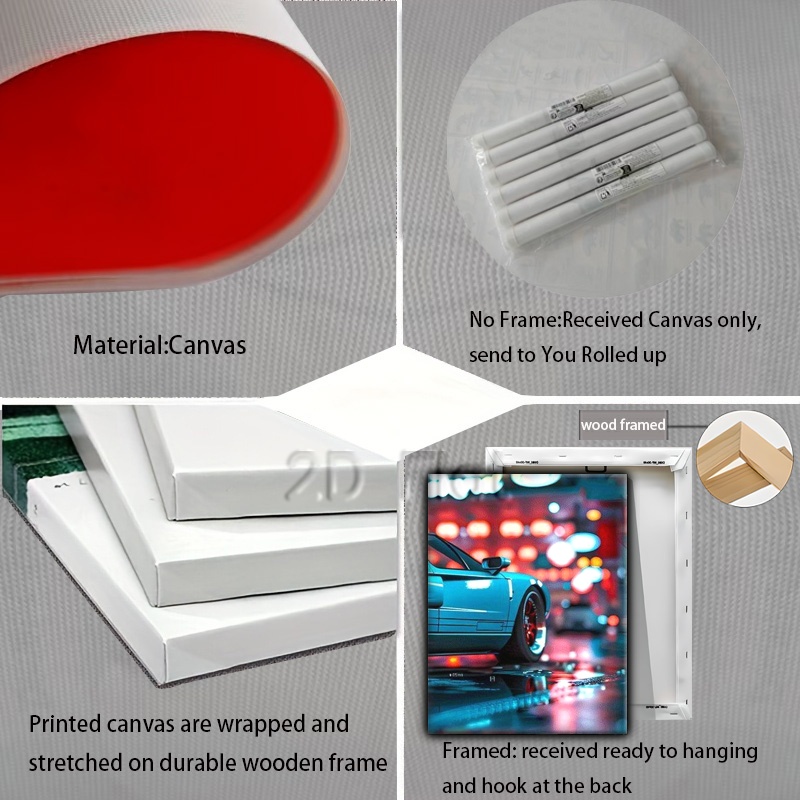 Material:Canvas
No Frame:Received Canvas only,
send to You Rolled up
2D
wood framed
Printed canvas are wrapped and
stretched on durable wooden frame
Framed: received ready to hanging
and hook at the back